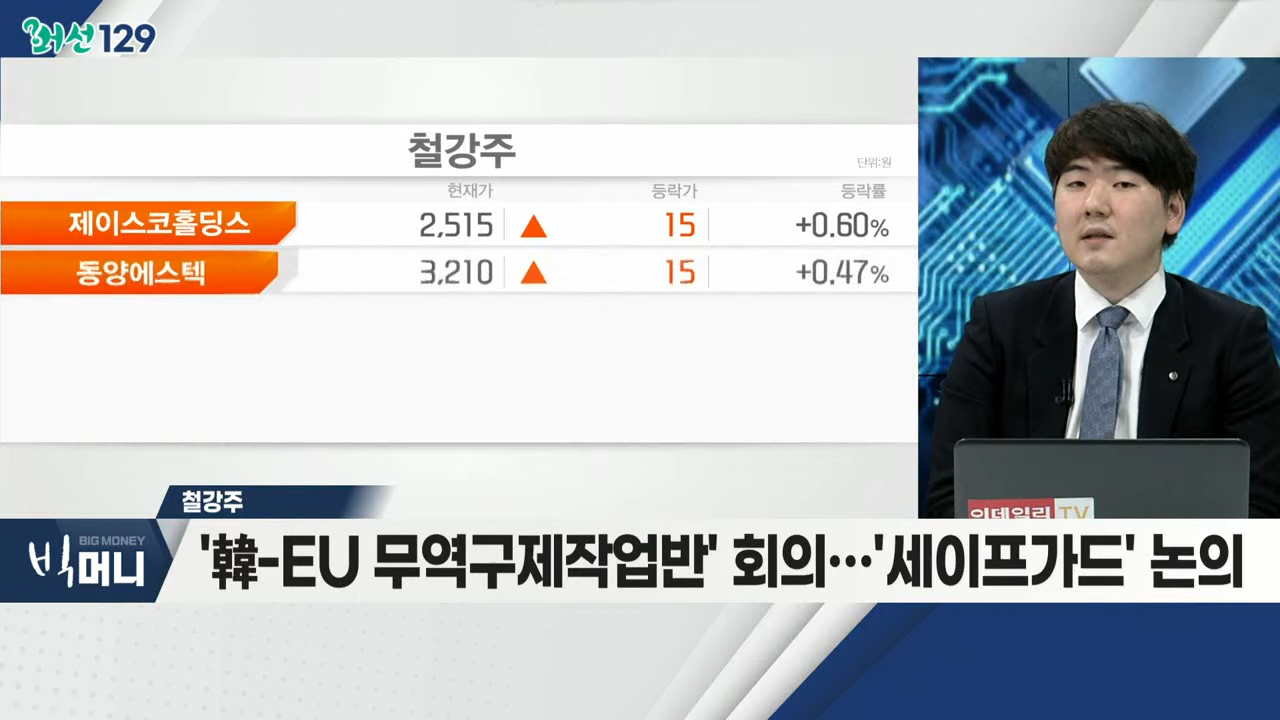 머선129
철강주
단위:원
현재가 등락가 등락률
제이스코홀딩스 2,515 ▲ 15 +0.60%
동양에스텍 3,210 ▲ 15 +0.47%
이데일리 TV
철강주
BIG MONEY
빅머니
'韓-EU 무역구제작업반' 회의…'세이프가드' 논의